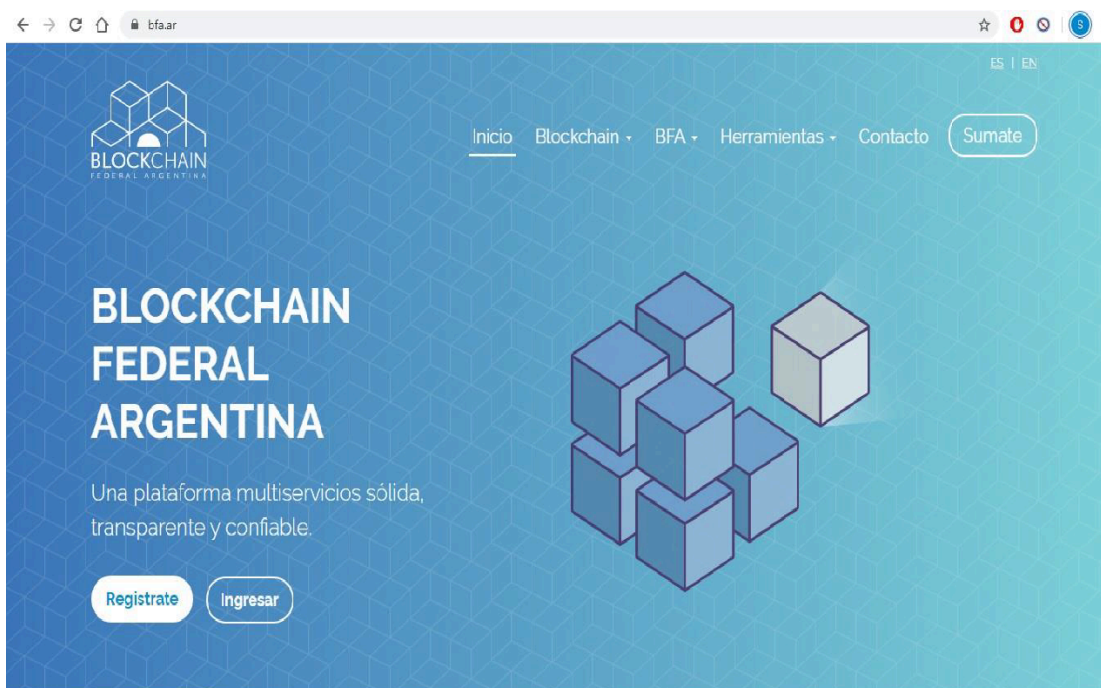 bfa.ar
S
ES | EN
BLOCKCHAIN
FEDERAL ARGENTINA
Inicio Blockchain BFA Herramientas Contacto Sumate
BLOCKCHAIN
FEDERAL
ARGENTINA
Una plataforma multiservicios sólida,
transparente y confiable.
Registrate Ingresar